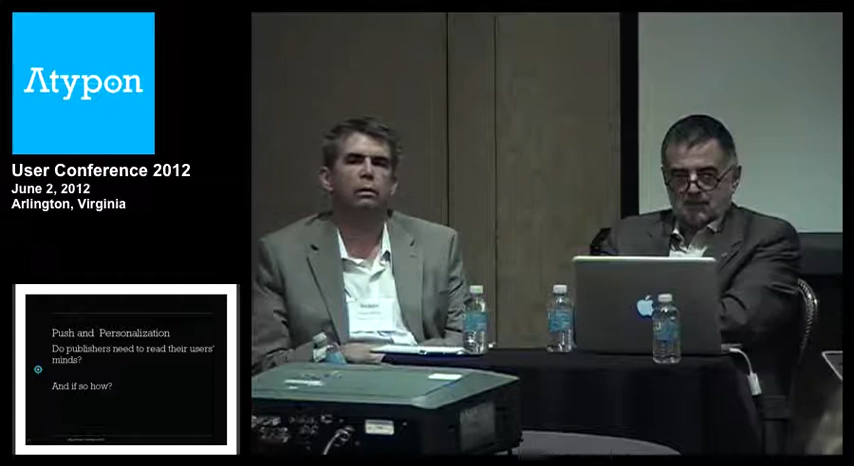 Atypon
User Conference 2012
June 2, 2012
Arlington, Virginia
Push and Personalization
Do publishers need to read their users'
minds?
And if so how?